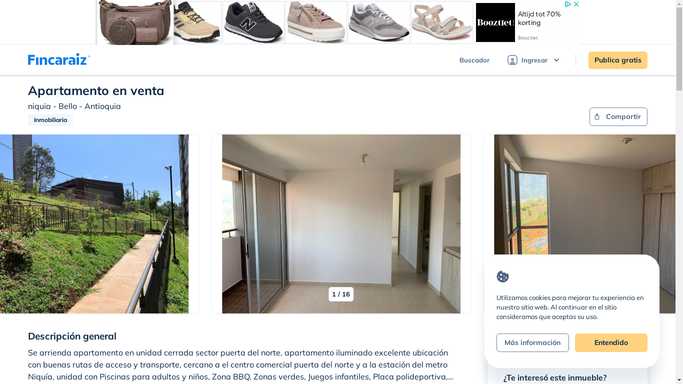 Altijd tot 70%
korting
Boozt.com
Fincaraiz
Buscador
Ingresar
Publica gratis
Apartamento en venta
niquia - Bello - Antioquia
Inmobiliaria
Compartir
1 / 16
Utilizamos cookies para mejorar tu experiencia en
nuestro sitio web. Al continuar en el sitio
consideramos que aceptas su uso.
Más información
Entendido
Descripción general
Se arrienda apartamento en unidad cerrada sector puerta del norte, apartamento iluminado excelente ubicación
con buenas rutas de acceso y transporte, cercano al centro comercial puerta del norte y a la estación del metro
Niquía, unidad con Piscinas para adultos y niños, Zona BBQ, Zonas verdes, Juegos infantiles, Placa polideportiva,...
¿Te interesó este inmueble?